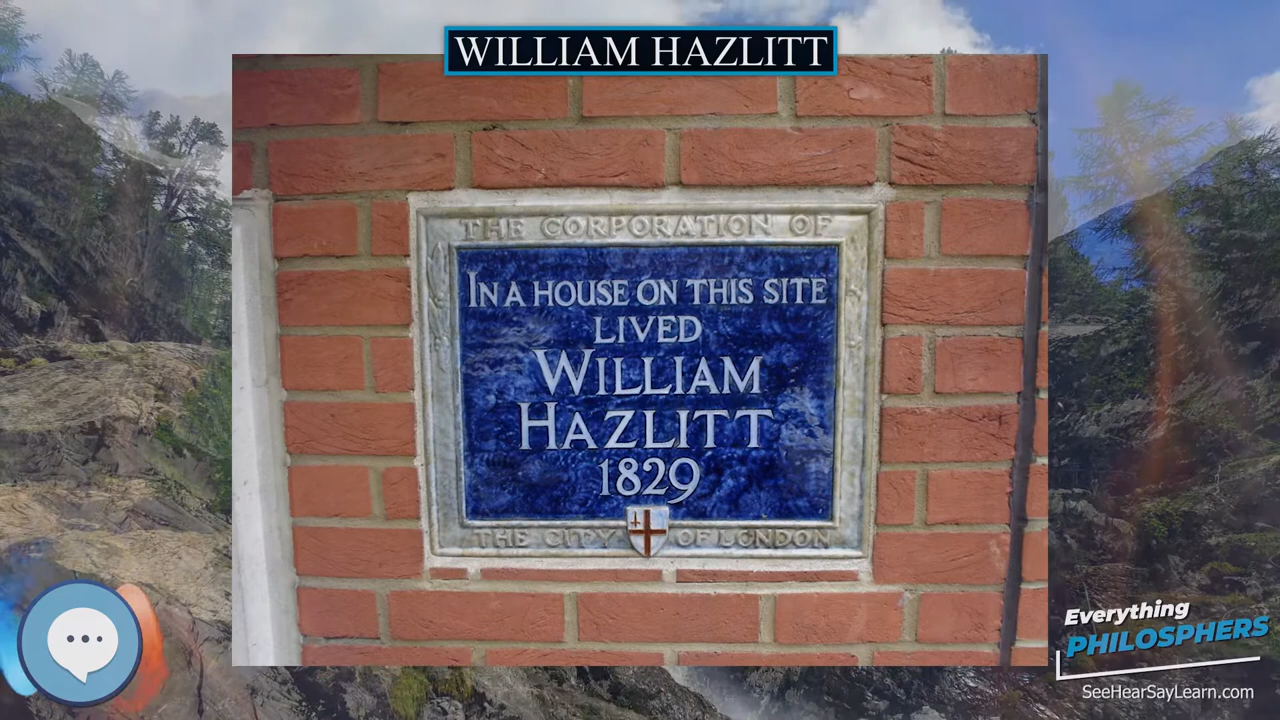 WILLIAM HAZLITT
THE CORPORATION OF
IN A HOUSE ON THIS SITE
LIVED
WILLIAM
HAZLITT
1829
THE CITY OF LONDON
Everything
PHILOSPHERS
SeeHearSayLearn.com